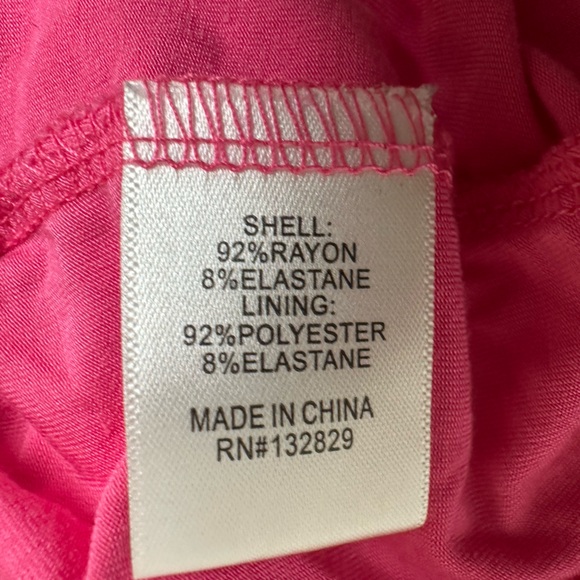 SHELL:
92%RAYON
8%ELASTANE
LINING:
92%POLYESTER
8%ELASTANE
MADE IN CHINA
RN#132829